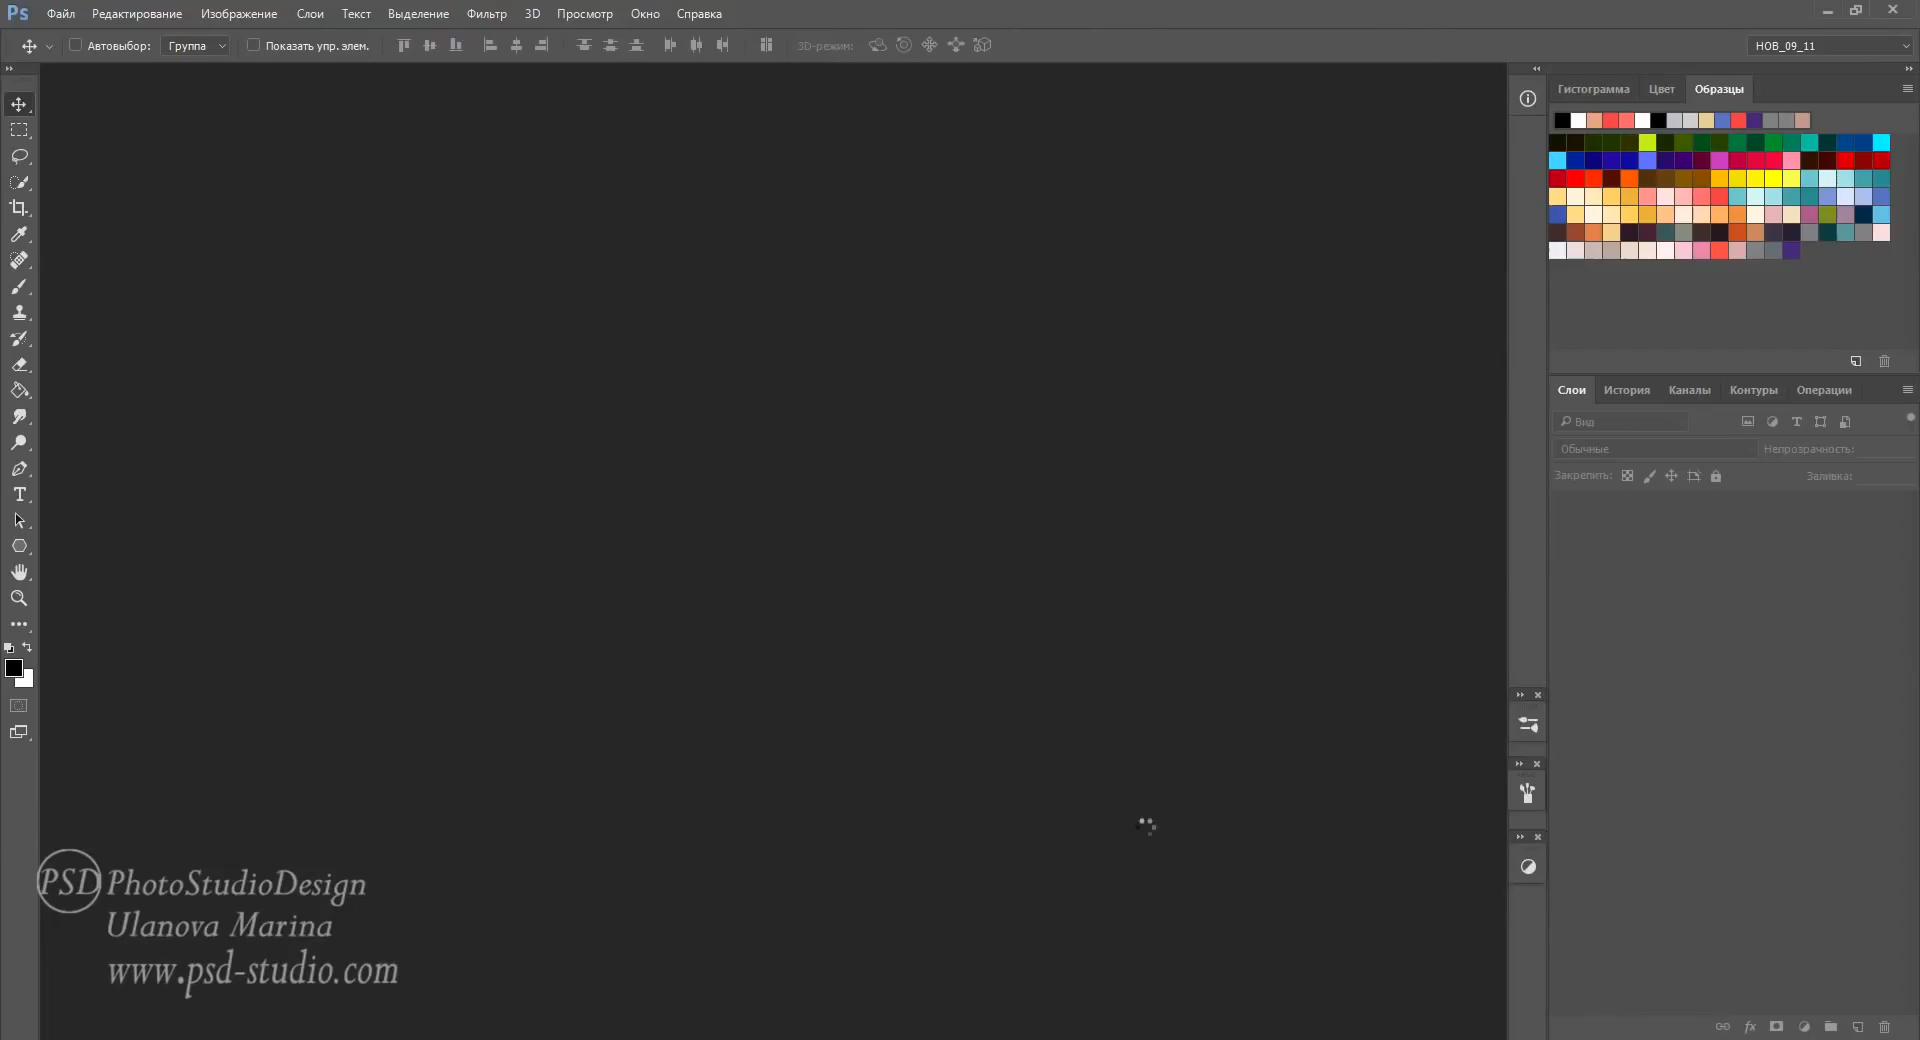 Ps Файл Редактирование Изображение Слои Текст Выделение Фильтр 3D Просмотр Окно Справка
Автовыбор: Группа Показать упр. элем. 3D-режим: НОВ_09_11
Гистограмма Цвет Образцы
Слои История Каналы Контуры Операции
Вид
Обычные Непрозрачность:
Закрепить: Заливка:
PSD PhotoStudioDesign
Ulanova Marina
www.psd-studio.com